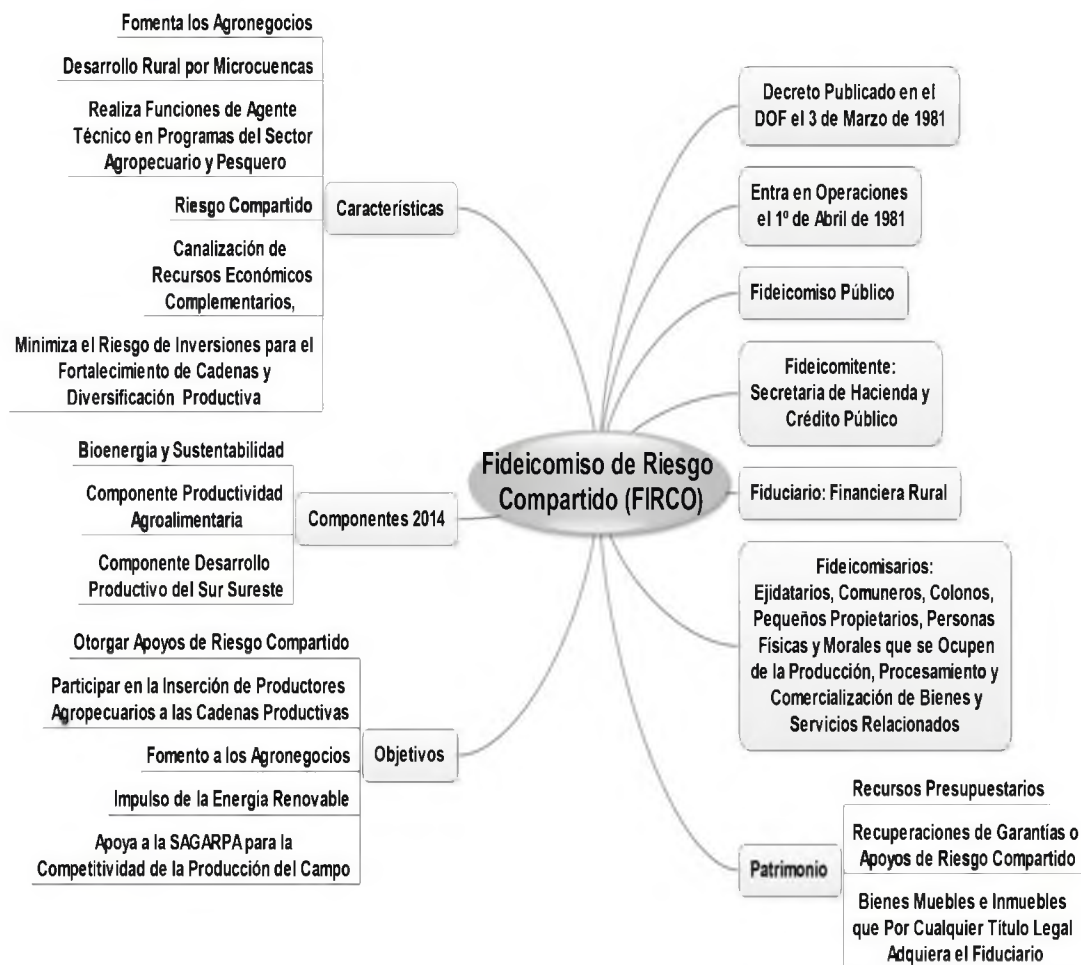 Fideicomiso de Riesgo
Compartido (FIRCO)
Decreto Publicado en el
DOF el 3 de Marzo de 1981
Entra en Operaciones
el 1º de Abril de 1981
Fideicomiso Público
Fideicomitente:
Secretaria de Hacienda y
Crédito Público
Fiduciario: Financiera Rural
Fideicomisarios:
Ejidatarios, Comuneros, Colonos,
Pequeños Propietarios, Personas
Físicas y Morales que se Ocupen
de la Producción, Procesamiento y
Comercialización de Bienes y
Servicios Relacionados
Patrimonio
Recursos Presupuestarios
Recuperaciones de Garantías o
Apoyos de Riesgo Compartido
Bienes Muebles e Inmuebles
que Por Cualquier Título Legal
Adquiera el Fiduciario
Características
Fomenta los Agronegocios
Desarrollo Rural por Microcuencas
Realiza Funciones de Agente
Técnico en Programas del Sector
Agropecuario y Pesquero
Riesgo Compartido
Canalización de
Recursos Económicos
Complementarios,
Minimiza el Riesgo de Inversiones para el
Fortalecimiento de Cadenas y
Diversificación Productiva
Componentes 2014
Bioenergía y Sustentabilidad
Componente Productividad
Agroalimentaria
Componente Desarrollo
Productivo del Sur Sureste
Objetivos
Otorgar Apoyos de Riesgo Compartido
Participar en la Inserción de Productores
Agropecuarios a las Cadenas Productivas
Fomento a los Agronegocios
Impulso de la Energía Renovable
Apoya a la SAGARPA para la
Competitividad de la Producción del Campo